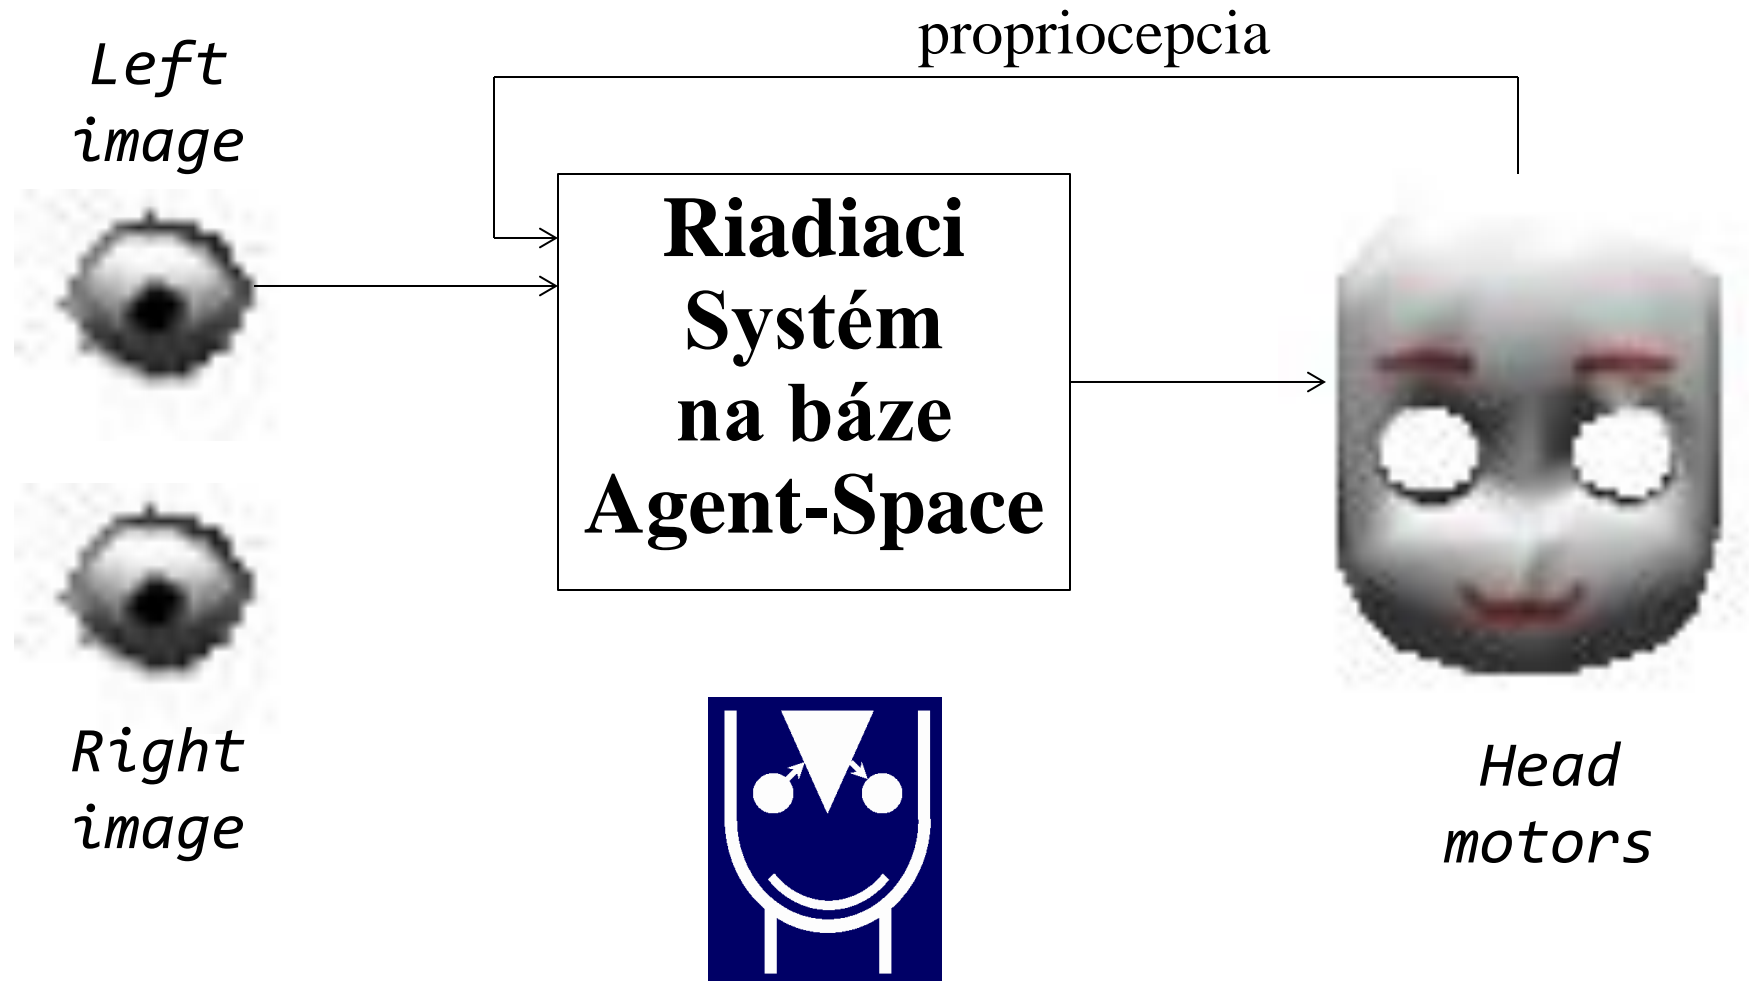 Left
image
propriocepcia
Riadiaci
Systém
na báze
Agent-Space
Right
image
Head
motors